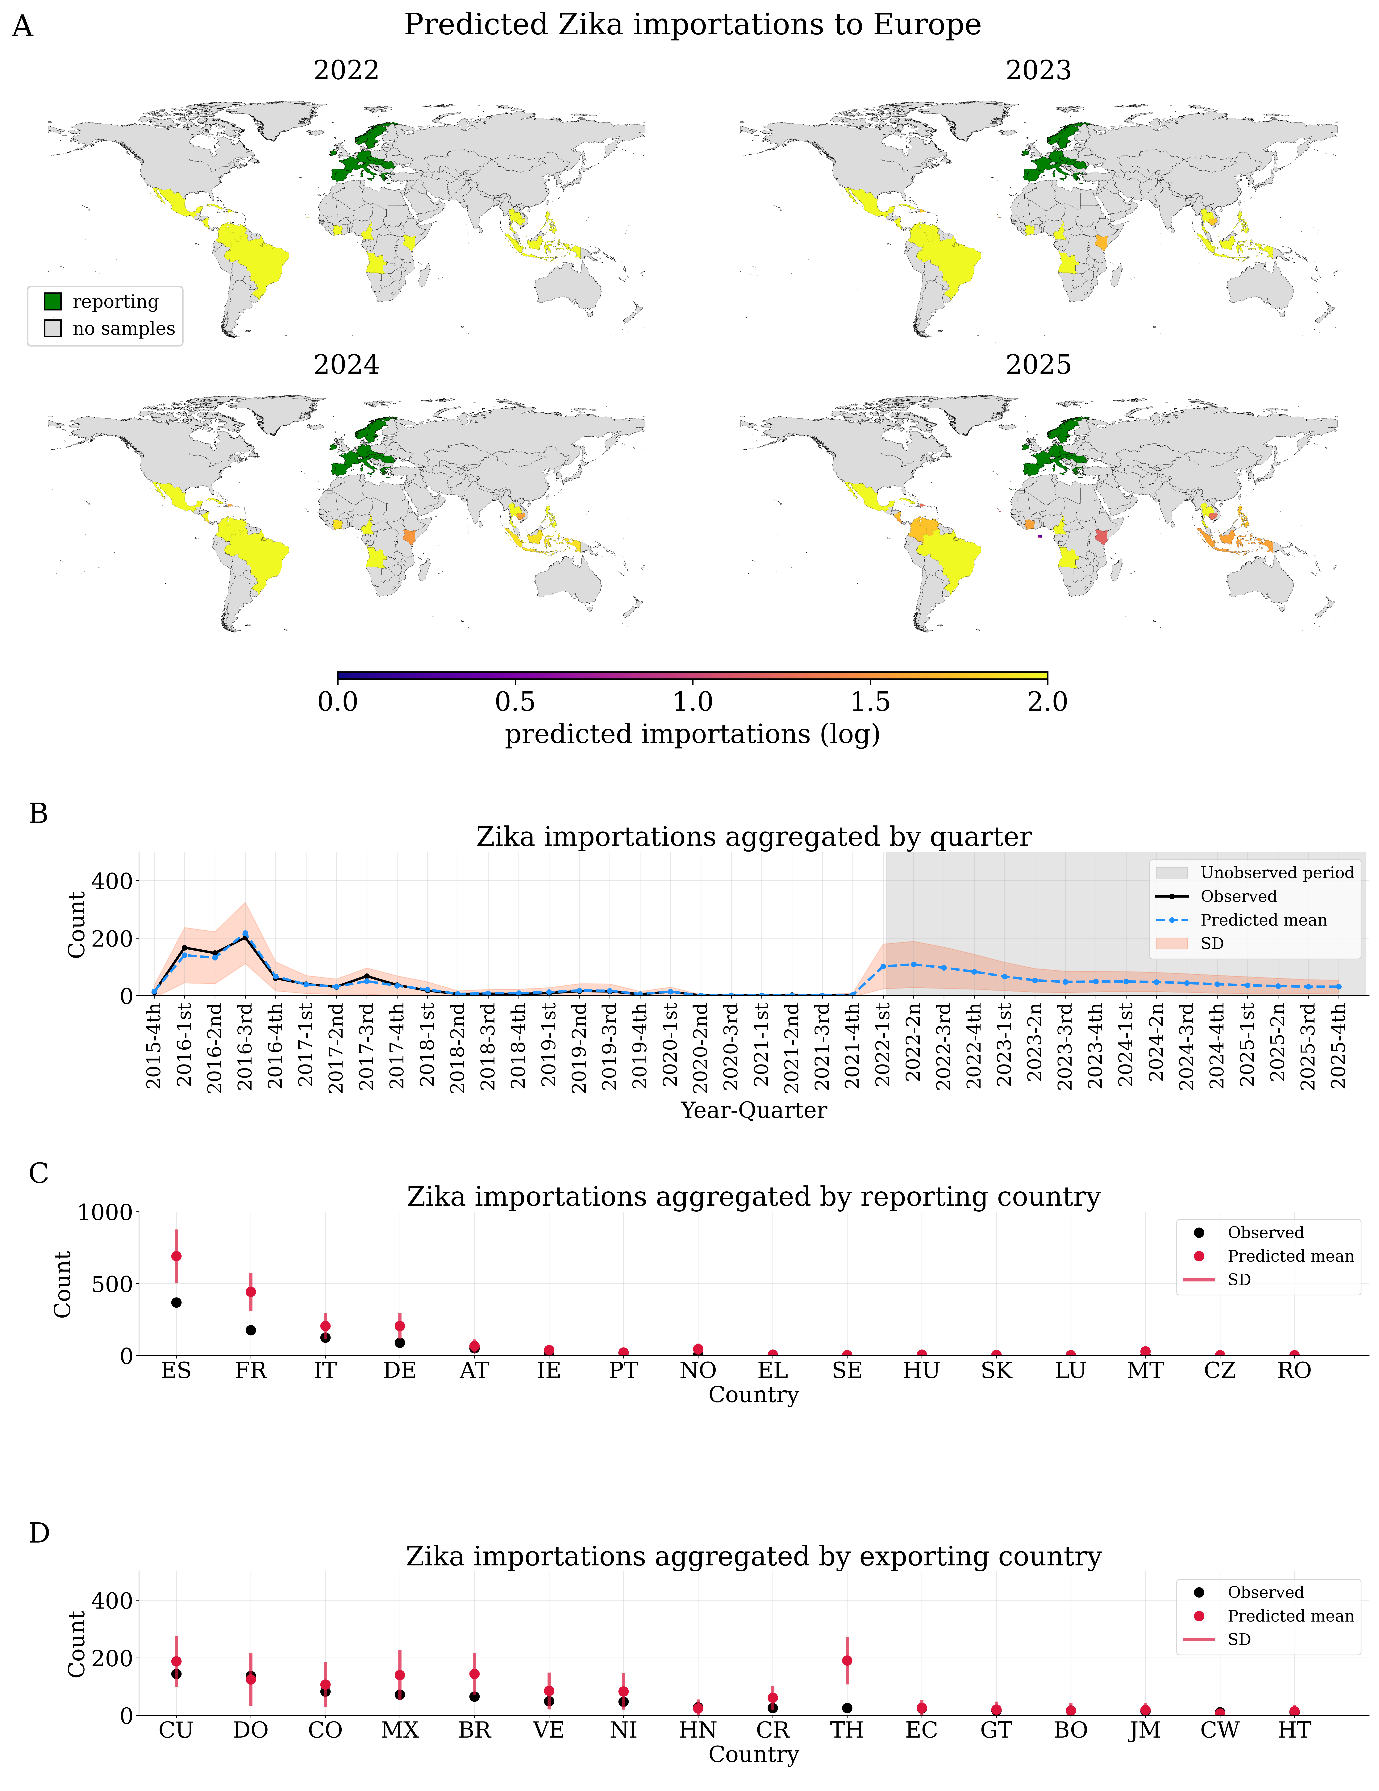 A
Predicted Zika importations to Europe
2022
2023
reporting
no samples
2024
2025
0.0 0.5 1.0 1.5 2.0
predicted importations (log)
B
Zika importations aggregated by quarter
Count
400
200
0
Unobserved period
Observed
Predicted mean
SD
2015-4th 2016-1st 2016-2nd 2016-3rd 2016-4th 2017-1st 2017-2nd 2017-3rd 2017-4th 2018-1st 2018-2nd 2018-3rd 2018-4th 2019-1st 2019-2nd 2019-3rd 2019-4th 2020-1st 2020-2nd 2020-3rd 2021-1st 2021-2nd 2021-3rd 2021-4th 2022-1st 2022-2n 2022-3rd 2022-4th 2023-1st 2023-2n 2023-3rd 2023-4th 2024-1st 2024-2n 2024-3rd 2024-4th 2025-1st 2025-2n 2025-3rd 2025-4th
Year-Quarter
C
Zika importations aggregated by reporting country
Count
1000
500
0
Observed
Predicted mean
SD
ES FR IT DE AT IE PT NO EL SE HU SK LU MT CZ RO
Country
D
Zika importations aggregated by exporting country
Count
400
200
0
Observed
Predicted mean
SD
CU DO CO MX BR VE NI HN CR TH EC GT BO JM CW HT
Country